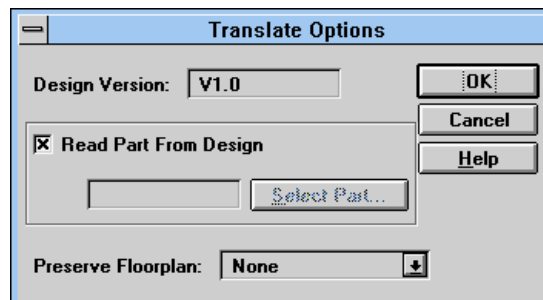 Translate Options
Design Version: V1.0
OK
Cancel
Read Part From Design
Help
Select Part...
Preserve Floorplan: None